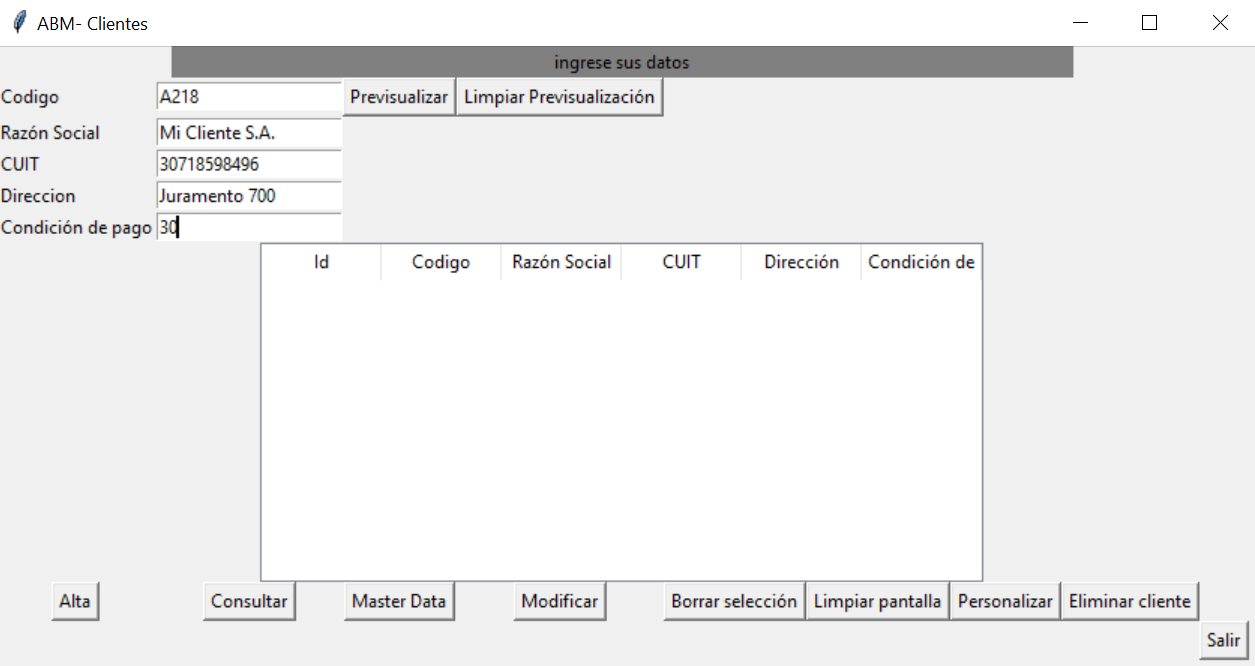 ABM- Clientes
ingrese sus datos
Codigo A218 Previsualizar Limpiar Previsualización
Razón Social Mi Cliente S.A.
CUIT 30718598496
Direccion Juramento 700
Condición de pago 30
Id Codigo Razón Social CUIT Dirección Condición de
Alta Consultar Master Data Modificar Borrar selección Limpiar pantalla Personalizar Eliminar cliente
Salir